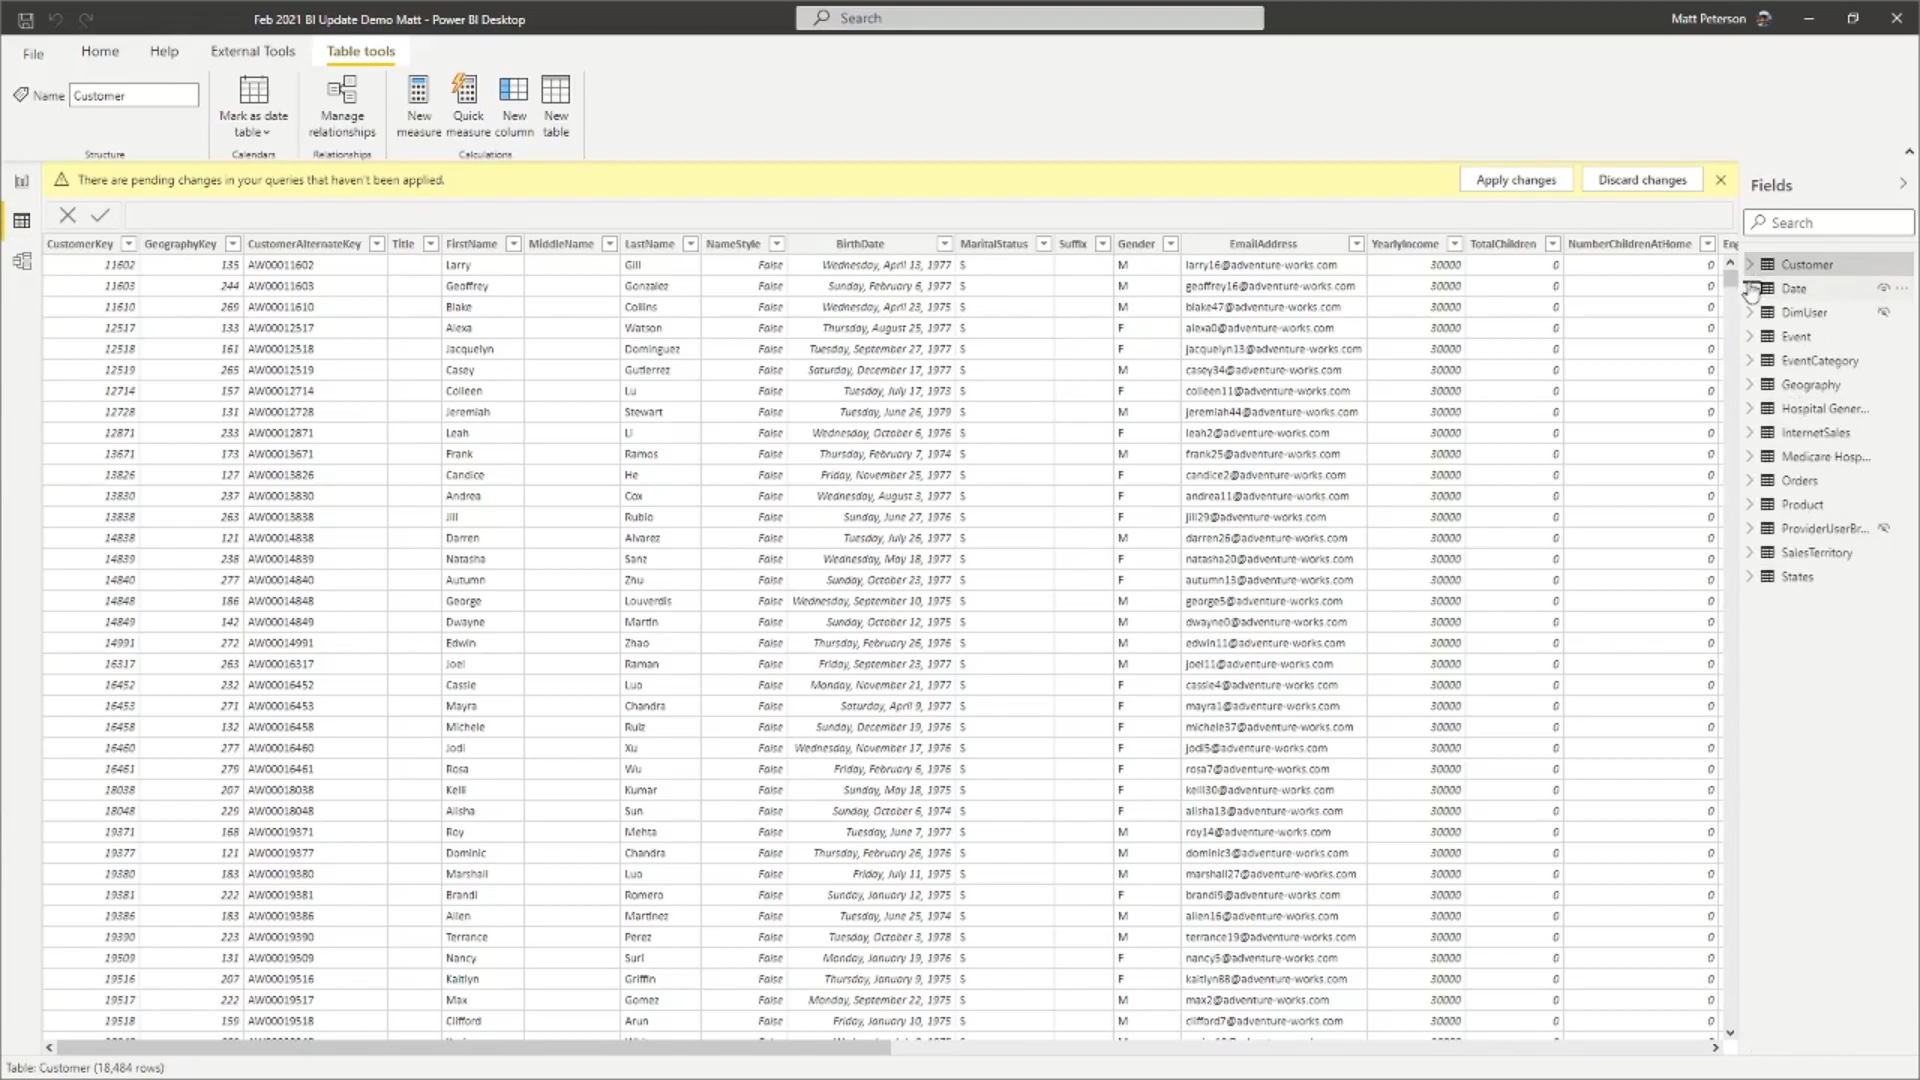 Feb 2021 BI Update Demo Matt - Power BI Desktop
Search
Matt Peterson
File
Home
Help
External Tools
Table tools
Name
Customer
Mark as date table
Manage relationships
New measure
Quick measure
New column
New table
Structure
Calendars
Relationships
Calculations
There are pending changes in your queries that haven't been applied.
Apply changes
Discard changes
CustomerKey GeographyKey CustomerAlternateKey Title FirstName MiddleName LastName NameStyle BirthDate MaritalStatus Suffix Gender EmailAddress YearlyIncome TotalChildren NumberChildrenAtHome Eng
11602 135 AW00011602 Larry Gill False Wednesday, April 13, 1977 S M larry16@adventure-works.com 30000 0 0
11603 244 AW00011603 Geoffrey Gonzalez False Sunday, February 6, 1977 S M geoffrey16@adventure-works.com 30000 0 0
11610 269 AW00011610 Blake Collins False Wednesday, April 23, 1975 S M blake47@adventure-works.com 30000 0 0
12517 133 AW00012517 Alexa Watson False Thursday, August 25, 1977 S F alexa0@adventure-works.com 30000 0 0
12518 161 AW00012518 Jacquelyn Dominguez False Tuesday, September 27, 1977 S F jacquelyn13@adventure-works.com 30000 0 0
12519 265 AW00012519 Casey Gutierrez False Saturday, December 17, 1977 S M casey34@adventure-works.com 30000 0 0
12714 157 AW00012714 Colleen Lu False Tuesday, July 17, 1973 S F colleen11@adventure-works.com 30000 0 0
12728 131 AW00012728 Jeremiah Stewart False Tuesday, June 26, 1979 S M jeremiah44@adventure-works.com 30000 0 0
12871 233 AW00012871 Leah Li False Wednesday, October 6, 1976 S F leah2@adventure-works.com 30000 0 0
13671 173 AW00013671 Frank Ramos False Thursday, February 7, 1974 S M frank25@adventure-works.com 30000 0 0
13826 127 AW00013826 Candice He False Friday, November 25, 1977 S F candice2@adventure-works.com 30000 0 0
13830 237 AW00013830 Andrea Cox False Wednesday, August 3, 1977 S F andrea11@adventure-works.com 30000 0 0
13838 263 AW00013838 Jill Rubio False Sunday, June 27, 1976 S F jill29@adventure-works.com 30000 0 0
14838 121 AW00014838 Darren Alvarez False Tuesday, July 26, 1977 S M darren26@adventure-works.com 30000 0 0
14839 238 AW00014839 Natasha Sanz False Wednesday, May 18, 1977 S F natasha20@adventure-works.com 30000 0 0
14840 277 AW00014840 Autumn Zhu False Sunday, October 23, 1977 S F autumn13@adventure-works.com 30000 0 0
14848 186 AW00014848 George Louverdis False Wednesday, September 10, 1975 S M george5@adventure-works.com 30000 0 0
14849 142 AW00014849 Dwayne Martin False Sunday, October 12, 1975 S M dwayne0@adventure-works.com 30000 0 0
14991 272 AW00014991 Edwin Zhao False Thursday, February 26, 1976 S M edwin11@adventure-works.com 30000 0 0
16317 263 AW00016317 Joel Raman False Friday, September 23, 1977 S M joel11@adventure-works.com 30000 0 0
16452 232 AW00016452 Cassie Luo False Monday, November 21, 1977 S F cassie4@adventure-works.com 30000 0 0
16453 271 AW00016453 Mayra Chandra False Saturday, April 9, 1977 S F mayra1@adventure-works.com 30000 0 0
16458 132 AW00016458 Michele Ruiz False Sunday, December 19, 1976 S F michele37@adventure-works.com 30000 0 0
16460 277 AW00016460 Jodi Xu False Wednesday, November 17, 1976 S F jodi5@adventure-works.com 30000 0 0
16461 279 AW00016461 Rosa Wu False Friday, February 6, 1976 S F rosa7@adventure-works.com 30000 0 0
18038 207 AW00018038 Kelli Kumar False Sunday, May 18, 1975 S F kelli30@adventure-works.com 30000 0 0
18048 229 AW00018048 Alisha Sun False Sunday, October 6, 1974 S F alisha13@adventure-works.com 30000 0 0
19371 168 AW00019371 Roy Mehta False Tuesday, June 7, 1977 S M roy14@adventure-works.com 30000 0 0
19377 121 AW00019377 Dominic Chandra False Thursday, February 26, 1976 S M dominic3@adventure-works.com 30000 0 0
19380 183 AW00019380 Marshall Luo False Friday, July 11, 1975 S M marshall27@adventure-works.com 30000 0 0
19381 222 AW00019381 Brandi Romero False Sunday, January 12, 1975 S F brandi9@adventure-works.com 30000 0 0
19386 183 AW00019386 Allen Martinez False Tuesday, June 25, 1974 S M allen16@adventure-works.com 30000 0 0
19390 223 AW00019390 Terrance Perez False Tuesday, October 3, 1978 S M terrance19@adventure-works.com 30000 0 0
19509 131 AW00019509 Nancy Suri False Monday, January 19, 1976 S F nancy5@adventure-works.com 30000 0 0
19516 207 AW00019516 Kaitlyn Griffin False Thursday, January 9, 1975 S F kaitlyn88@adventure-works.com 30000 0 0
19517 222 AW00019517 Max Gomez False Monday, September 22, 1975 S M max2@adventure-works.com 30000 0 0
19518 159 AW00019518 Clifford Arun False Friday, January 10, 1975 S M clifford7@adventure-works.com 30000 0 0
Fields
Search
Customer
Date
DimUser
Event
EventCategory
Geography
Hospital Gener...
InternetSales
Medicare Hosp...
Orders
Product
ProviderUserBr...
SalesTerritory
States
Table: Customer (18,484 rows)